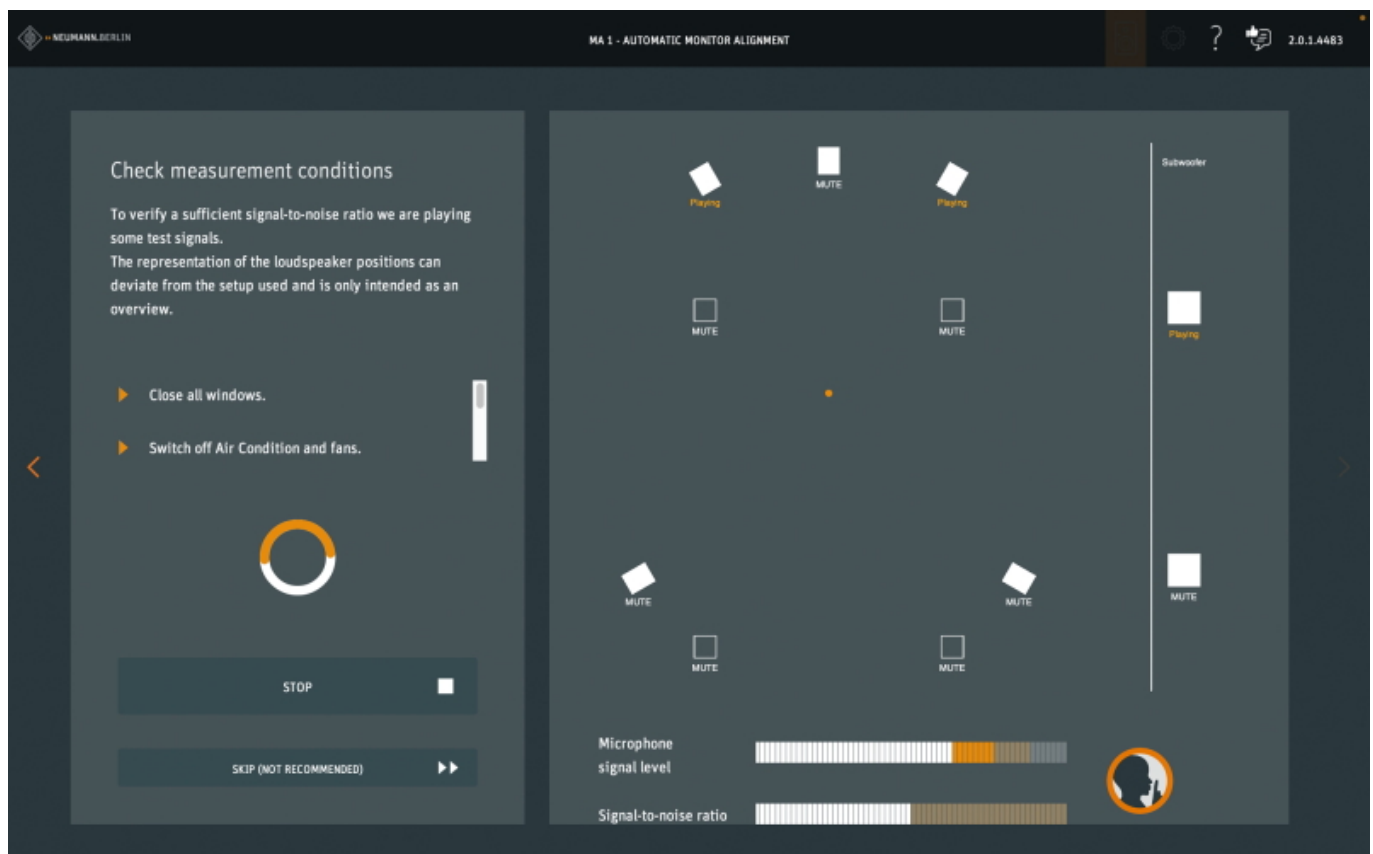 NEUMANN.BERLIN
MA 1 - AUTOMATIC MONITOR ALIGNMENT
?
2.0.1.4483
Check measurement conditions
To verify a sufficient signal-to-noise ratio we are playing
some test signals.
The representation of the loudspeaker positions can
deviate from the setup used and is only intended as an
overview.
Close all windows.
Switch off Air Condition and fans.
STOP
SKIP (NOT RECOMMENDED)
Playing
MUTE
Playing
Subwoofer
MUTE
MUTE
Playing
MUTE
MUTE
MUTE
MUTE
MUTE
Microphone
signal level
Signal-to-noise ratio